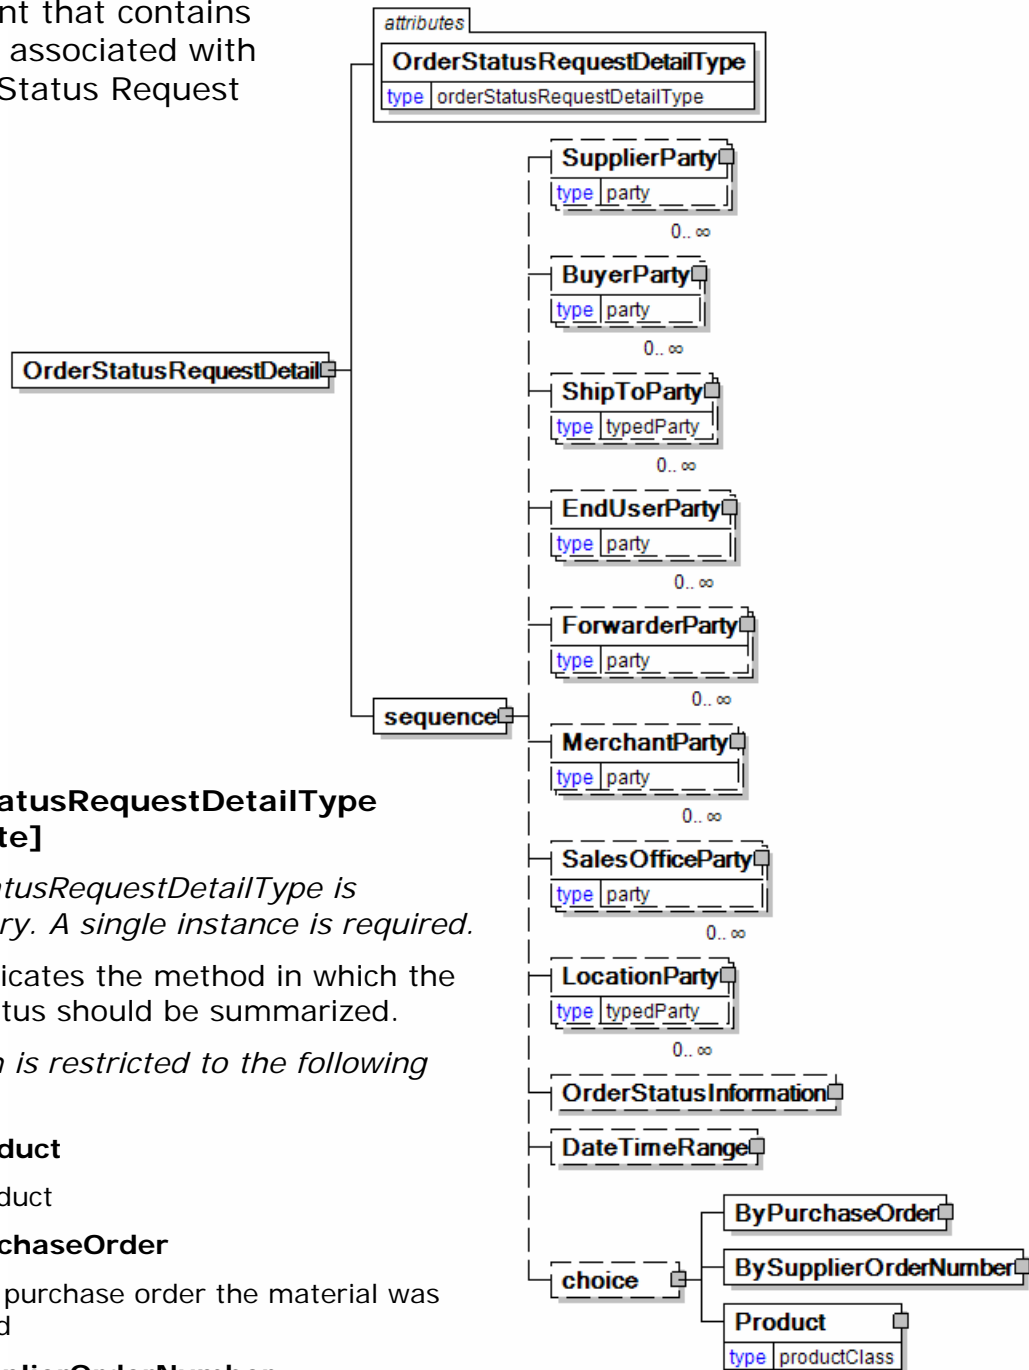 nt that contains
associated with
Status Request
attributes
OrderStatusRequestDetailType
type orderStatusRequestDetailType
SupplierParty
type party
0.. ∞
BuyerParty
type party
0.. ∞
OrderStatusRequestDetail
ShipToParty
type typedParty
0.. ∞
EndUserParty
type party
0.. ∞
ForwarderParty
type party
0.. ∞
sequence
MerchantParty
type party
0.. ∞
SalesOfficeParty
type party
0.. ∞
LocationParty
type typedParty
0.. ∞
OrderStatusInformation
DateTimeRange
choice
ByPurchaseOrder
BySupplierOrderNumber
Product
type productClass
atusRequestDetailType
te]
atusRequestDetailType is
ry. A single instance is required.
dicates the method in which the
atus should be summarized.
n is restricted to the following
duct
duct
chaseOrder
purchase order the material was
d
plierOrderNumber